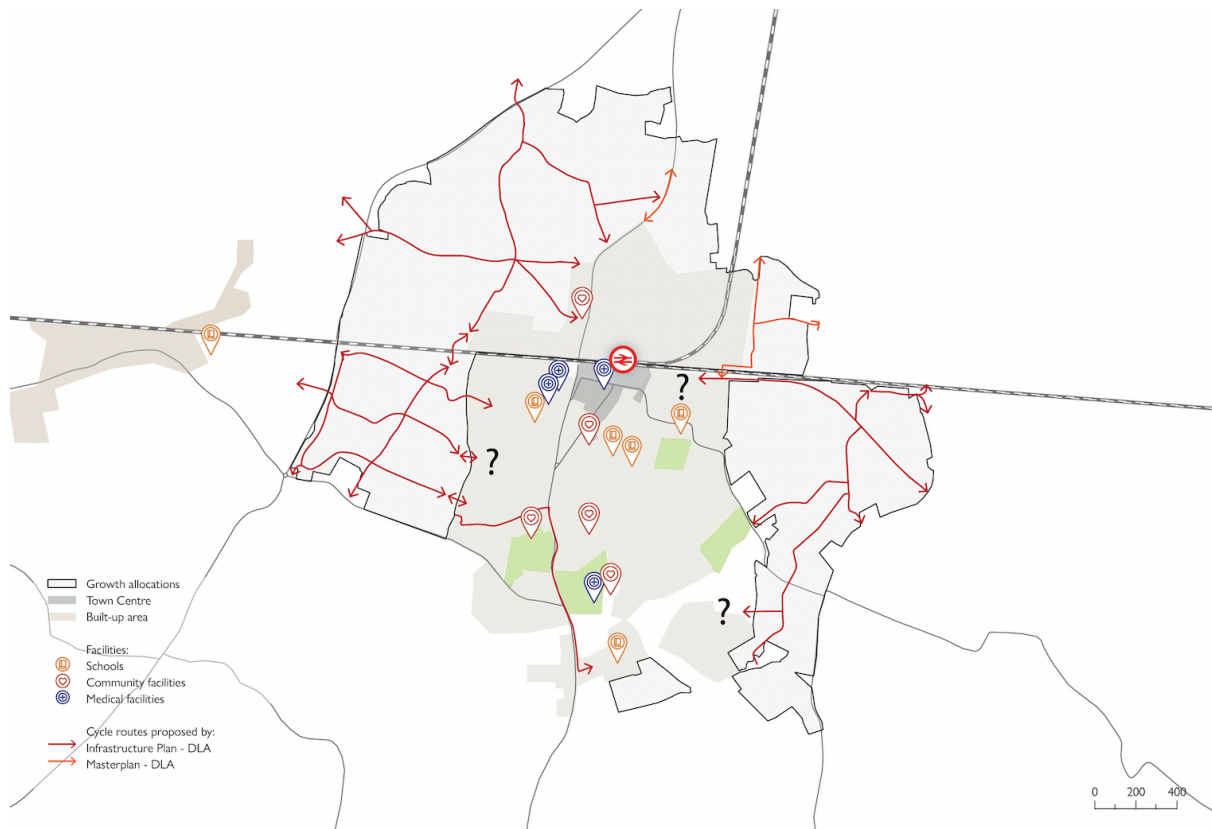 ?
?
?
Growth allocations
Town Centre
Built-up area
Facilities:
Schools
Community facilities
Medical facilities
Cycle routes proposed by:
Infrastructure Plan - DLA
Masterplan - DLA
0 200 400